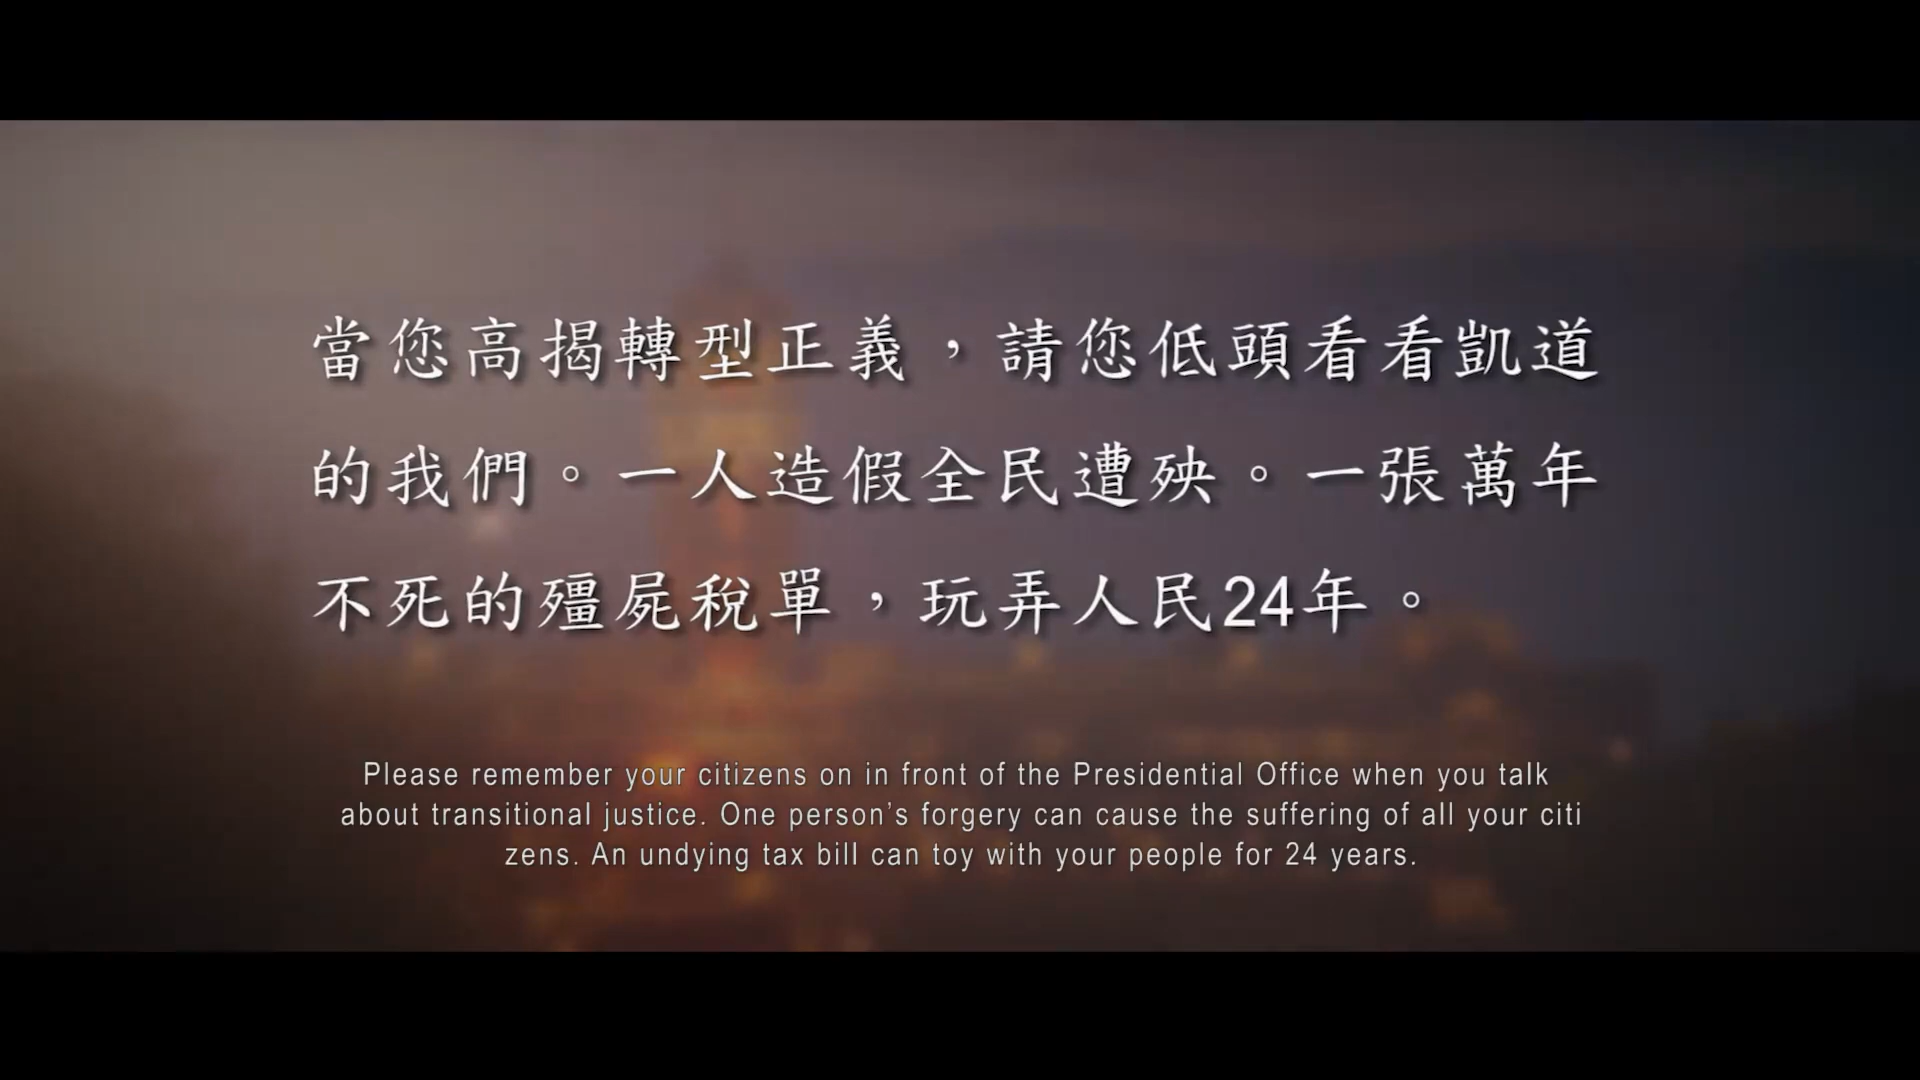 當您高揭轉型正義，請您低頭看看凱道
的我們。一人造假全民遭殃。一張萬年
不死的殭屍稅單，玩弄人民24年。
Please remember your citizens on in front of the Presidential Office when you talk
about transitional justice. One person’s forgery can cause the suffering of all your citi
zens. An undying tax bill can toy with your people for 24 years.